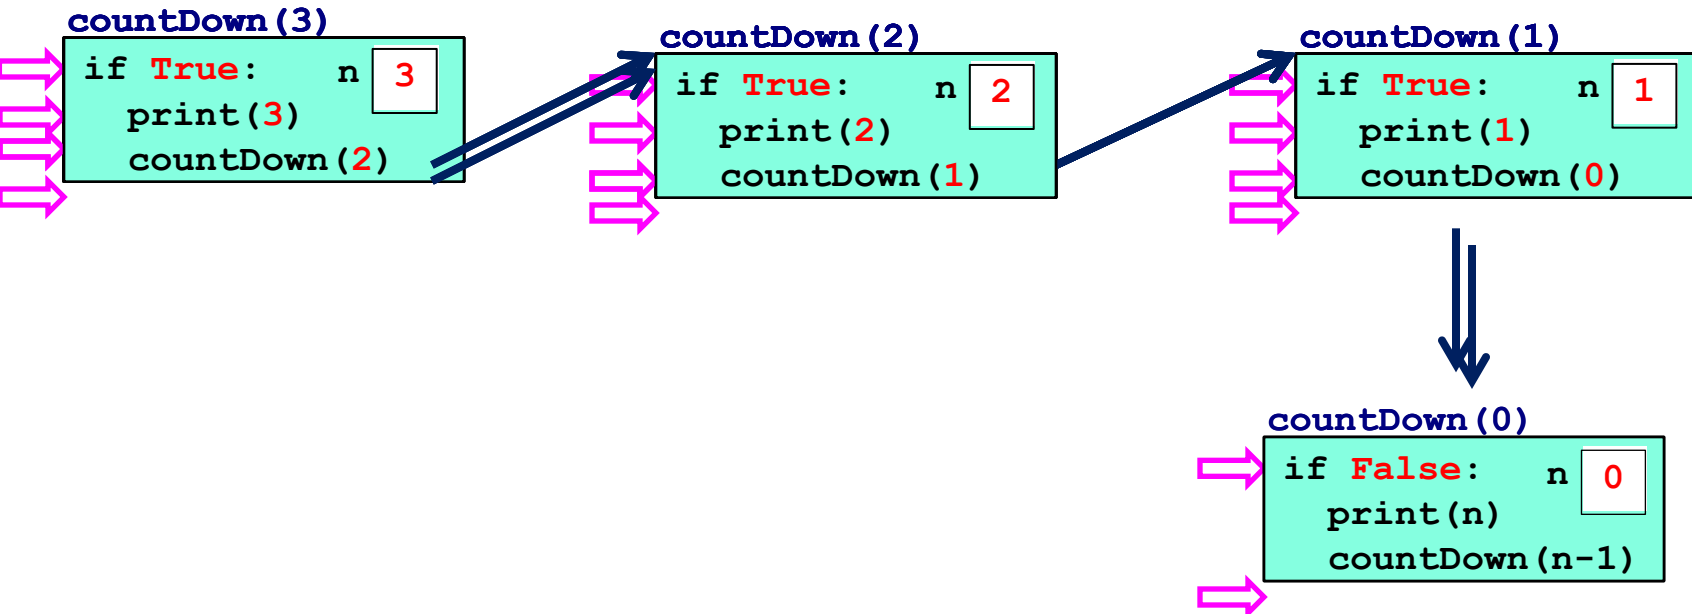 countDown(3)
if True: n 3
print(3)
countDown(2)
countDown(2)
if True: n 2
print(2)
countDown(1)
countDown(1)
if True: n 1
print(1)
countDown(0)
countDown(0)
if False: n 0
print(n)
countDown(n-1)